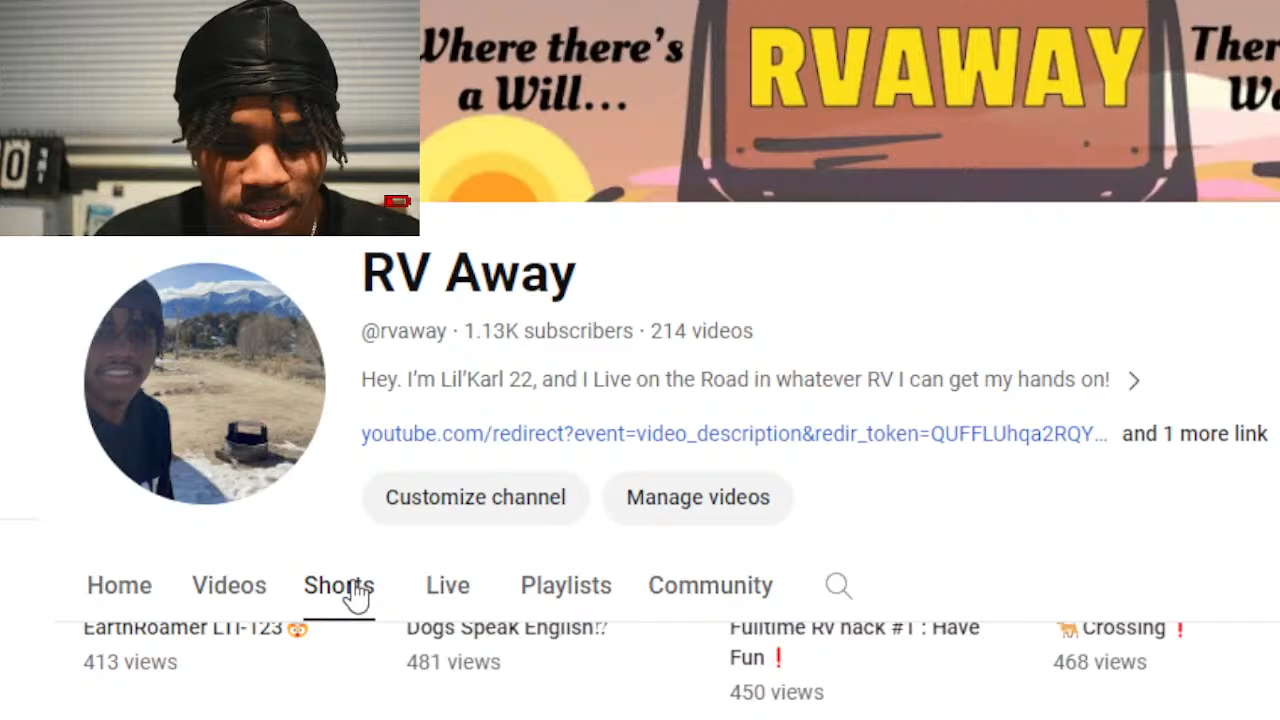 Where there's
a Will...
RVAWAY
Ther
We
0
RV Away
@rvaway · 1.13K subscribers · 214 videos
Hey. I'm Lil'Karl 22, and I Live on the Road in whatever RV I can get my hands on!
youtube.com/redirect?event=video_description&redir_token=QUFFLUhqa2RQY... and 1 more link
Customize channel Manage videos
Home Videos Shorts Live Playlists Community
EarthRoamer LTi-123 🤯 Dogs Speak English⁉ Fulltime RV hack #1 : Have 🐈Crossing❗
Fun❗
413 views 481 views 468 views
450 views